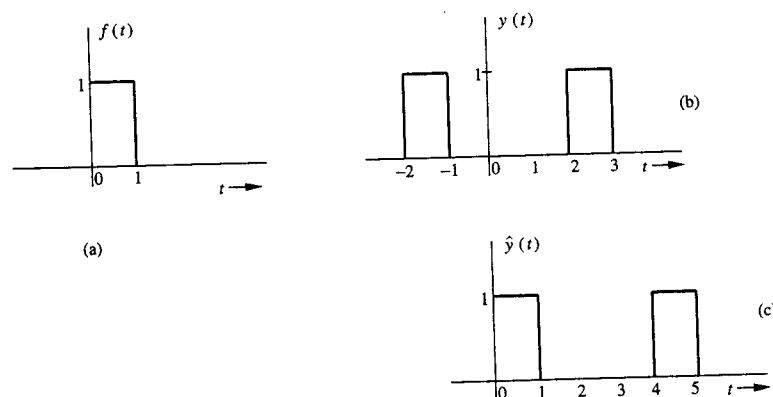 f(t)
1
0 1 t →
(a)
y(t)
1
-2 -1 0 1 2 3 t →
(b)
ŷ(t)
1
0 1 2 3 4 5 t →
(c)